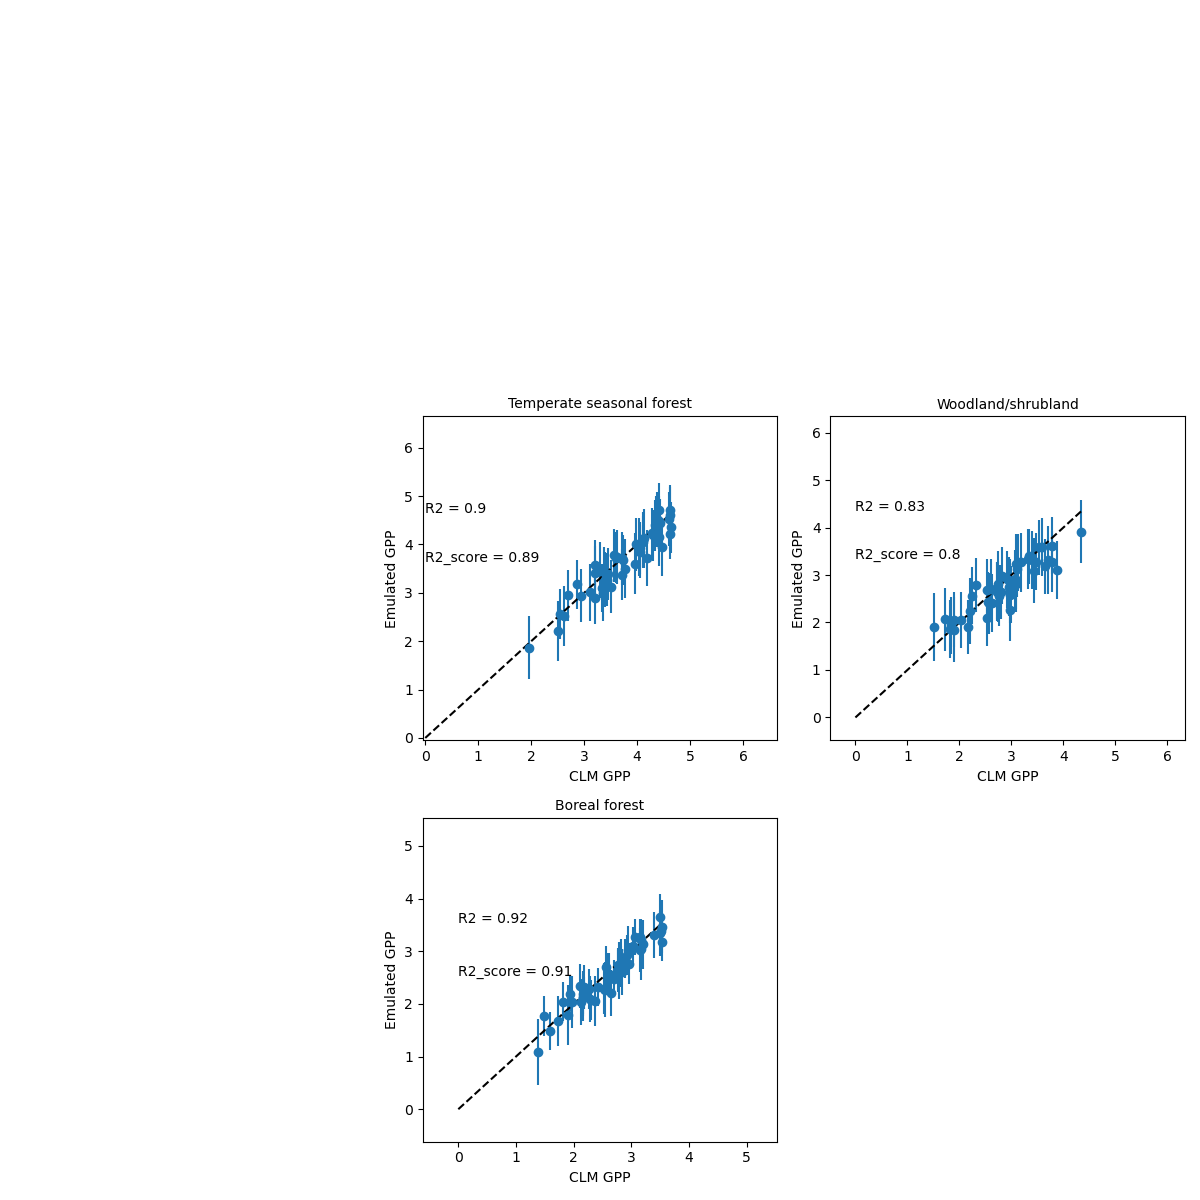 Temperate seasonal forest
6
5
4
3
2
1
0
Emulated GPP
R2 = 0.9
R2_score = 0.89
0 1 2 3 4 5 6
CLM GPP
Woodland/shrubland
6
5
4
3
2
1
0
Emulated GPP
R2 = 0.83
R2_score = 0.8
0 1 2 3 4 5 6
CLM GPP
Boreal forest
5
4
3
2
1
0
Emulated GPP
R2 = 0.92
R2_score = 0.91
0 1 2 3 4 5
CLM GPP